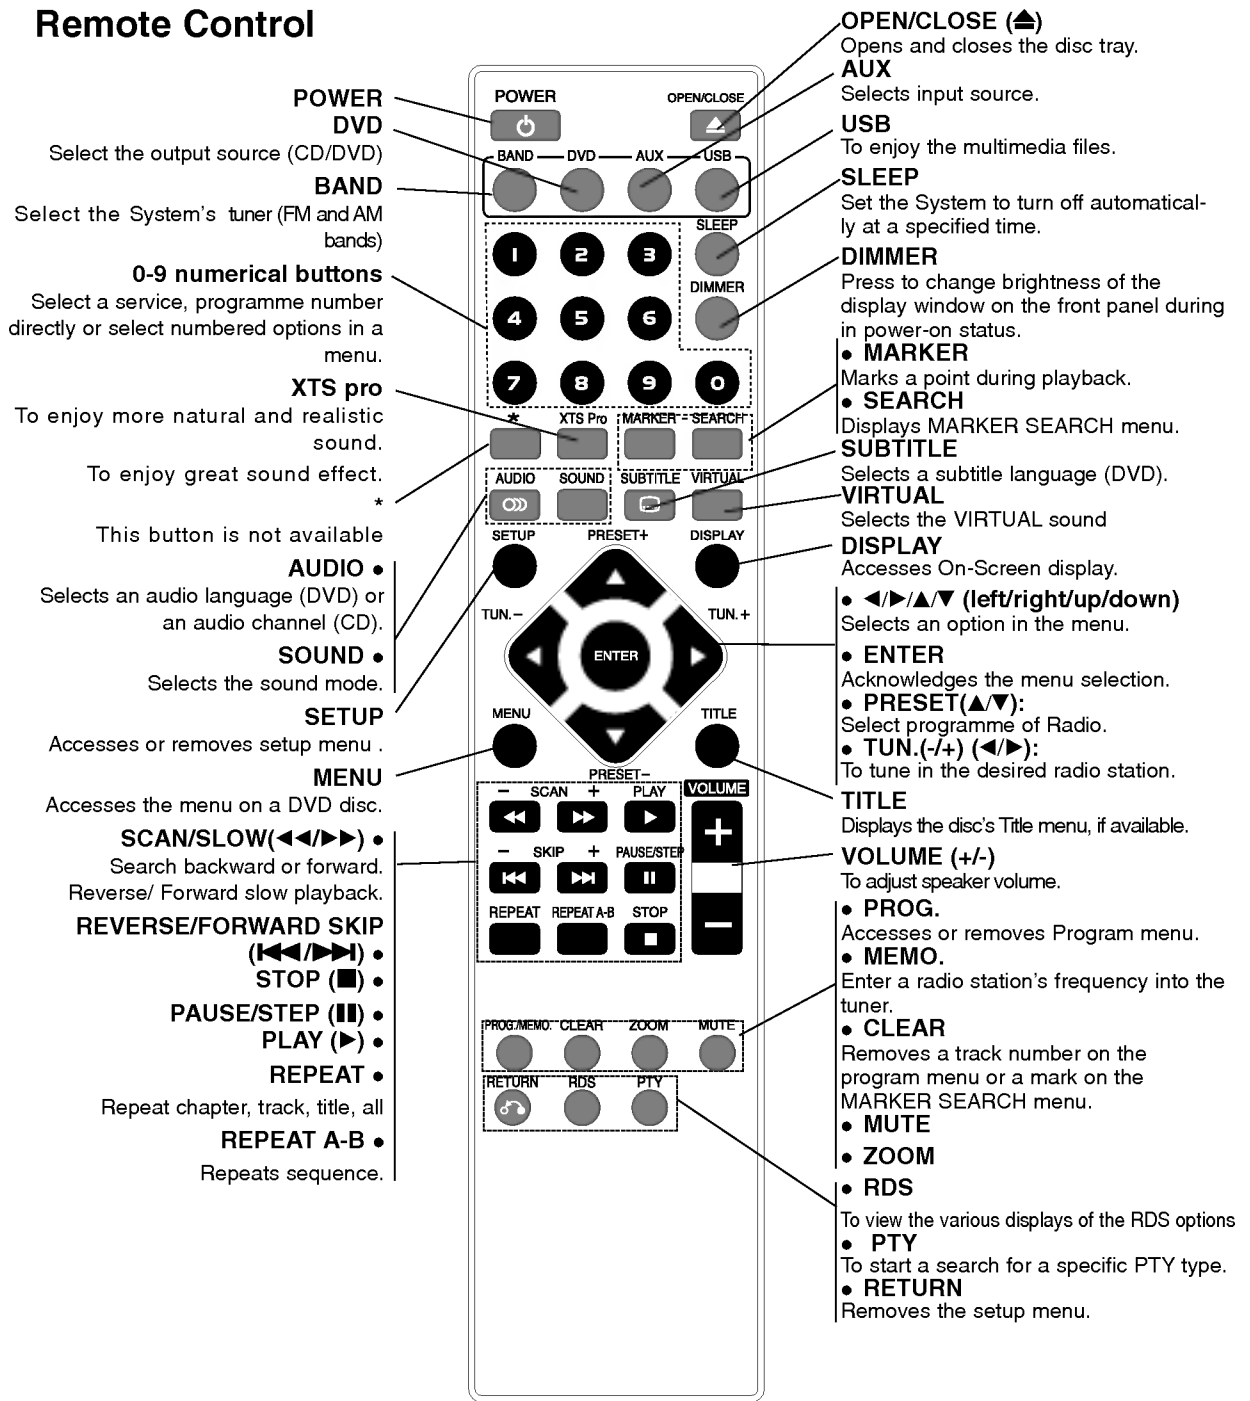 Remote Control
POWER
DVD
Select the output source (CD/DVD)
BAND
Select the System's tuner (FM and AM
bands)
0-9 numerical buttons
Select a service, programme number
directly or select numbered options in a
menu.
XTS pro
To enjoy more natural and realistic
sound.
To enjoy great sound effect.
*
This button is not available
AUDIO ●
Selects an audio language (DVD) or
an audio channel (CD).
SOUND ●
Selects the sound mode.
SETUP
Accesses or removes setup menu .
MENU
Accesses the menu on a DVD disc.
SCAN/SLOW(◀◀/▶▶) ●
Search backward or forward.
Reverse/ Forward slow playback.
REVERSE/FORWARD SKIP
(⏮/⏭) ●
STOP (■) ●
PAUSE/STEP (❚❚) ●
PLAY (▶) ●
REPEAT ●
Repeat chapter, track, title, all
REPEAT A-B ●
Repeats sequence.
POWER
OPEN/CLOSE
BAND DVD AUX USB
SLEEP
1 2 3
DIMMER
4 5 6
7 8 9 0
* XTS Pro MARKER SEARCH
AUDIO SOUND SUBTITLE VIRTUAL
SETUP PRESET+ DISPLAY
TUN.- TUN.+
ENTER
MENU TITLE
PRESET-
- SCAN + PLAY VOLUME
+
- SKIP + PAUSE/STEP
REPEAT REPEAT A-B STOP
-
PROG./MEMO. CLEAR ZOOM MUTE
RETURN RDS PTY
OPEN/CLOSE (⏏)
Opens and closes the disc tray.
AUX
Selects input source.
USB
To enjoy the multimedia files.
SLEEP
Set the System to turn off automatical-
ly at a specified time.
DIMMER
Press to change brightness of the
display window on the front panel during
in power-on status.
● MARKER
Marks a point during playback.
● SEARCH
Displays MARKER SEARCH menu.
SUBTITLE
Selects a subtitle language (DVD).
VIRTUAL
Selects the VIRTUAL sound
DISPLAY
Accesses On-Screen display.
● ◀/▶/▲/▼ (left/right/up/down)
Selects an option in the menu.
● ENTER
Acknowledges the menu selection.
● PRESET(▲/▼):
Select programme of Radio.
● TUN.(-/+) (◀/▶):
To tune in the desired radio station.
TITLE
Displays the disc's Title menu, if available.
VOLUME (+/-)
To adjust speaker volume.
● PROG.
Accesses or removes Program menu.
● MEMO.
Enter a radio station's frequency into the
tuner.
● CLEAR
Removes a track number on the
program menu or a mark on the
MARKER SEARCH menu.
● MUTE
● ZOOM
● RDS
To view the various displays of the RDS options
● PTY
To start a search for a specific PTY type.
● RETURN
Removes the setup menu.